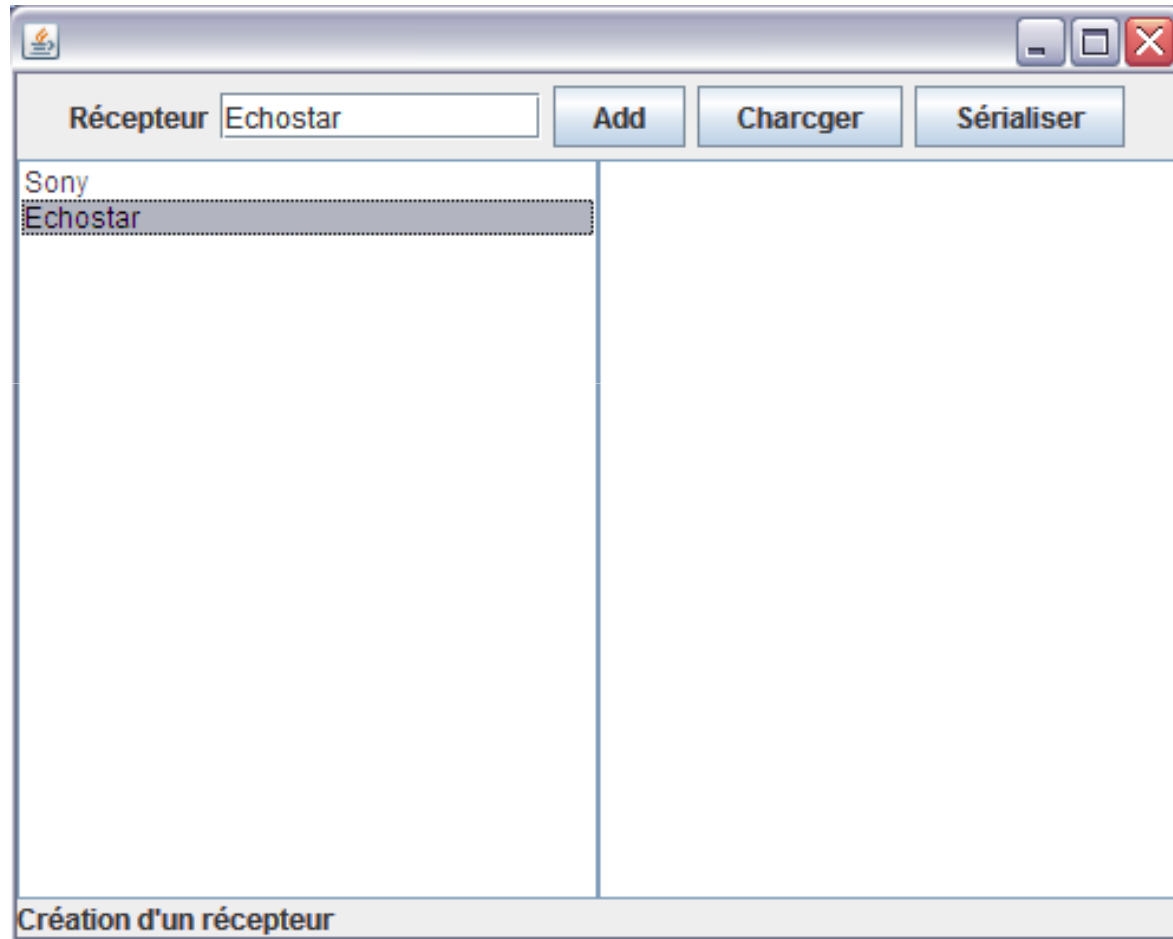 Récepteur Echostar Add Charcger Sérialiser
Sony
Echostar
Création d'un récepteur